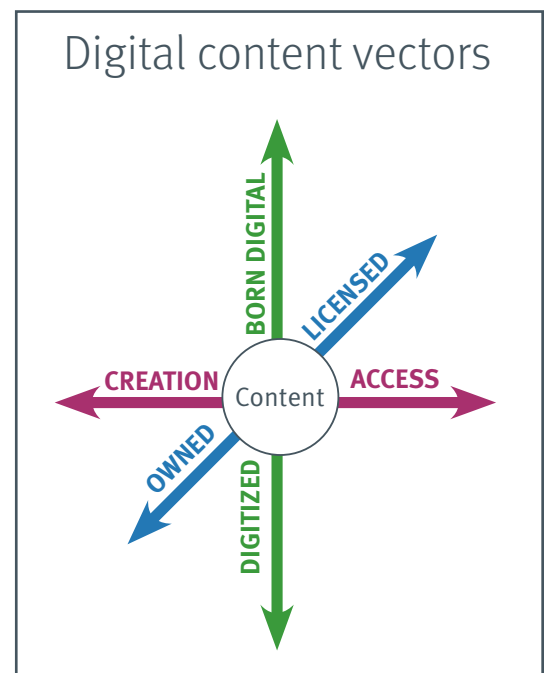 Digital content vectors
BORN DIGITAL
LICENSED
CREATION
ACCESS
Content
OWNED
DIGITIZED